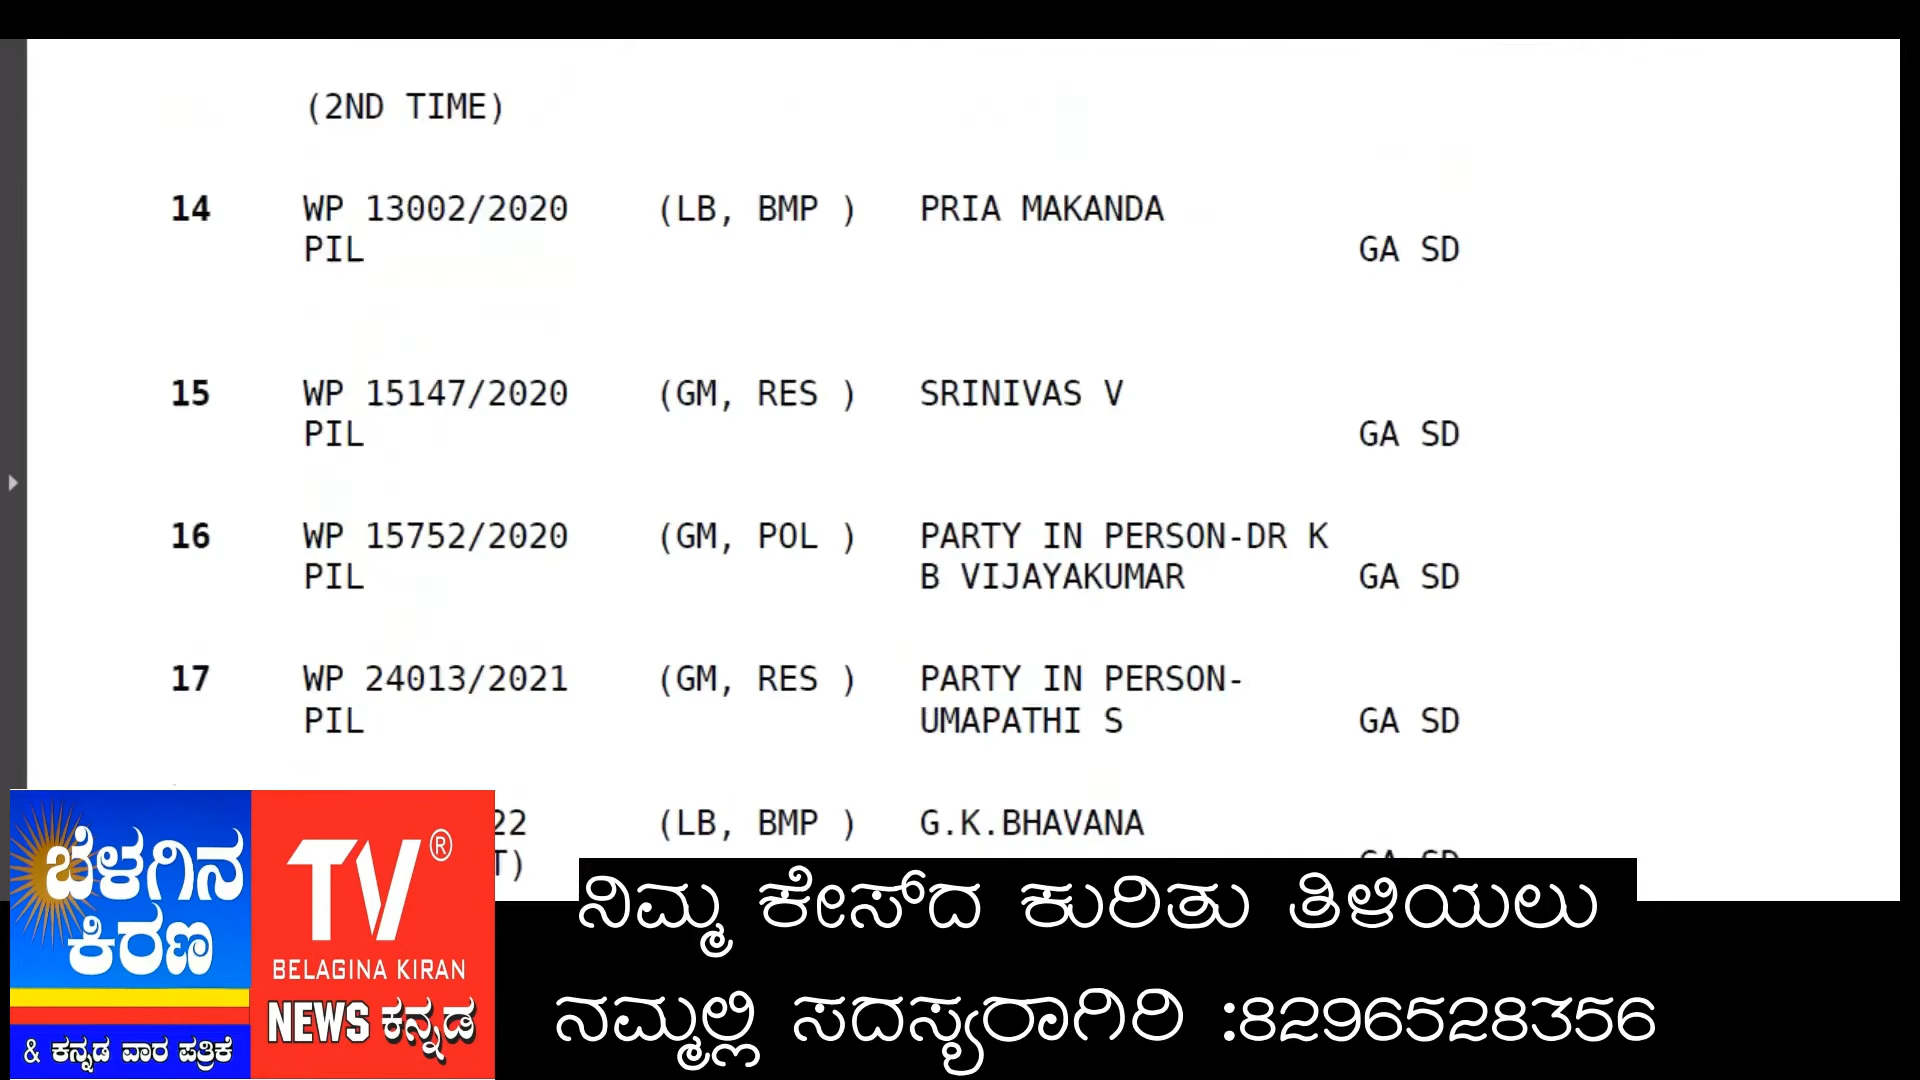 (2ND TIME)
14 WP 13002/2020 (LB, BMP ) PRIA MAKANDA
PIL GA SD
15 WP 15147/2020 (GM, RES ) SRINIVAS V
PIL GA SD
16 WP 15752/2020 (GM, POL ) PARTY IN PERSON-DR K
PIL B VIJAYAKUMAR GA SD
17 WP 24013/2021 (GM, RES ) PARTY IN PERSON-
PIL UMAPATHI S GA SD
22 (LB, BMP ) G.K.BHAVANA
T)
ಬೆಳಗಿನ
ಕಿರಣ
& ಕನ್ನಡ ವಾರ ಪತ್ರಿಕೆ
TV®
BELAGINA KIRAN
NEWS ಕನ್ನಡ
ನಿಮ್ಮ ಕೇಸ್‌ದ ಕುರಿತು ತಿಳಿಯಲು
ನಮ್ಮಲ್ಲಿ ಸದಸ್ಯರಾಗಿರಿ :8296528356